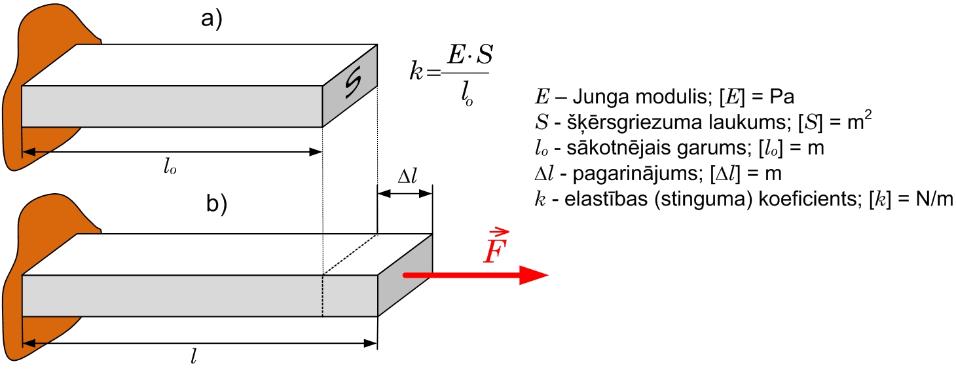 a)
S
k=E·S/lₒ
lₒ
E – Junga modulis; [E] = Pa
S - šķērsgriezuma laukums; [S] = m²
lₒ - sākotnējais garums; [lₒ] = m
Δl - pagarinājums; [Δl] = m
k - elastības (stinguma) koeficients; [k] = N/m
Δl
b)
F⃗
l